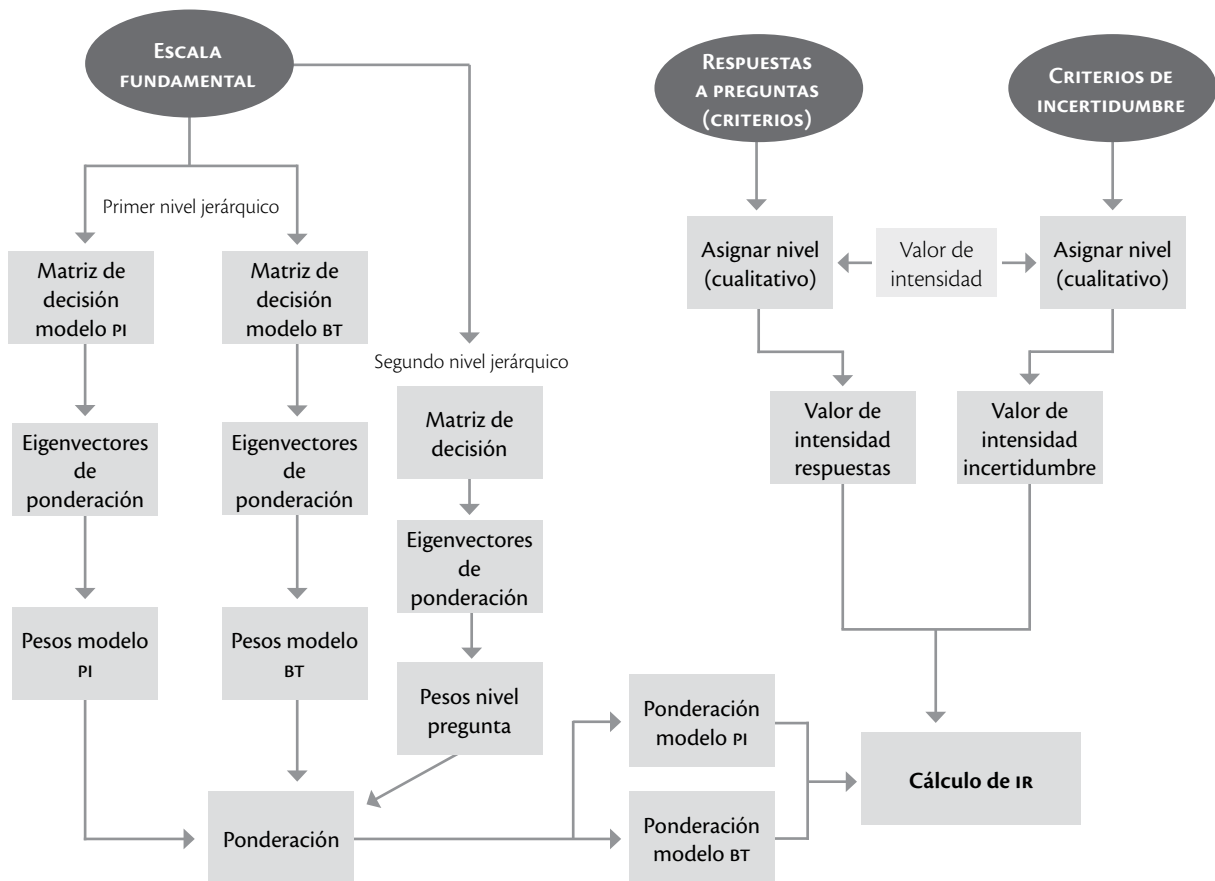 ESCALA
FUNDAMENTAL
RESPUESTAS
A PREGUNTAS
(CRITERIOS)
CRITERIOS DE
INCERTIDUMBRE
Primer nivel jerárquico
Matriz de
decisión
modelo PI
Matriz de
decisión
modelo BT
Asignar nivel
(cualitativo)
Valor de
intensidad
Asignar nivel
(cualitativo)
Segundo nivel jerárquico
Matriz de
decisión
Valor de
intensidad
respuestas
Valor de
intensidad
incertidumbre
Eigenvectores
de
ponderación
Eigenvectores
de
ponderación
Eigenvectores
de
ponderación
Pesos modelo
PI
Pesos modelo
BT
Pesos nivel
pregunta
Ponderación
modelo PI
Cálculo de IR
Ponderación
Ponderación
modelo BT